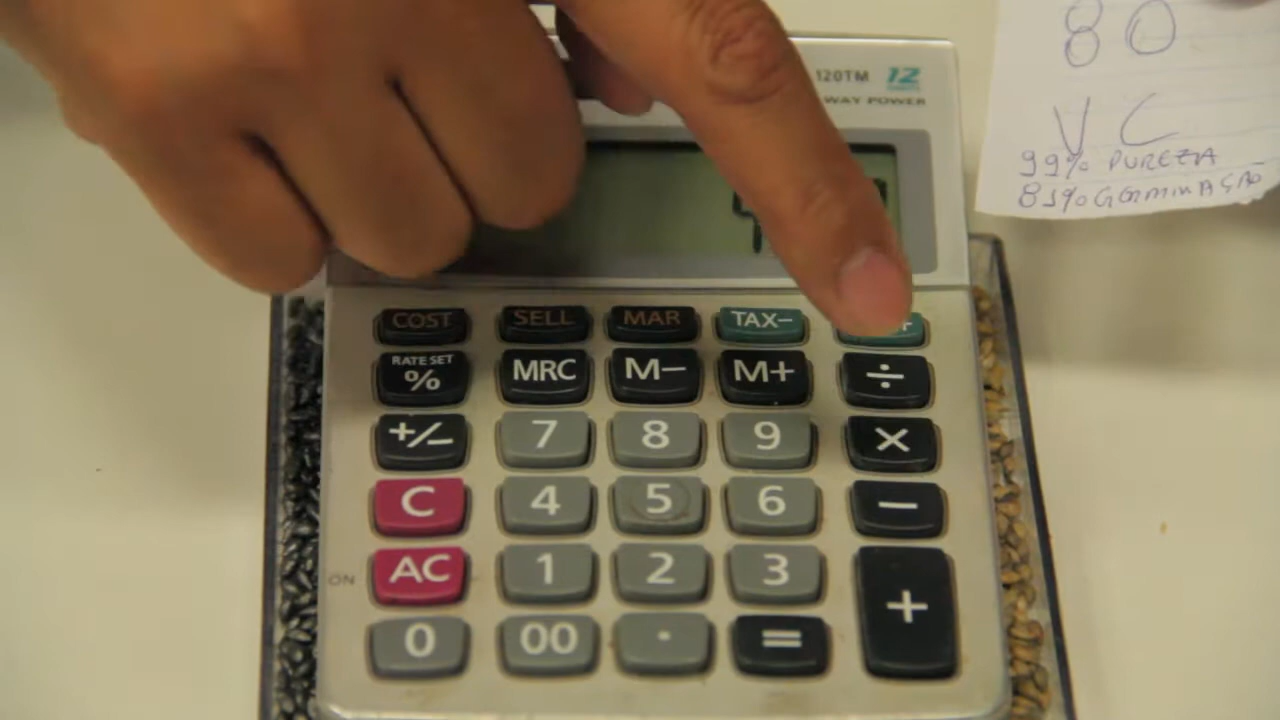 120TM 12
WAY POWER
80
VC
99% PUREZA
81% GERMINAÇÃO
COST SELL MAR TAX- +
RATE SET
% MRC M- M+ ÷
+/- 7 8 9 ×
C 4 5 6 -
AC 1 2 3 +
ON
0 00 · =